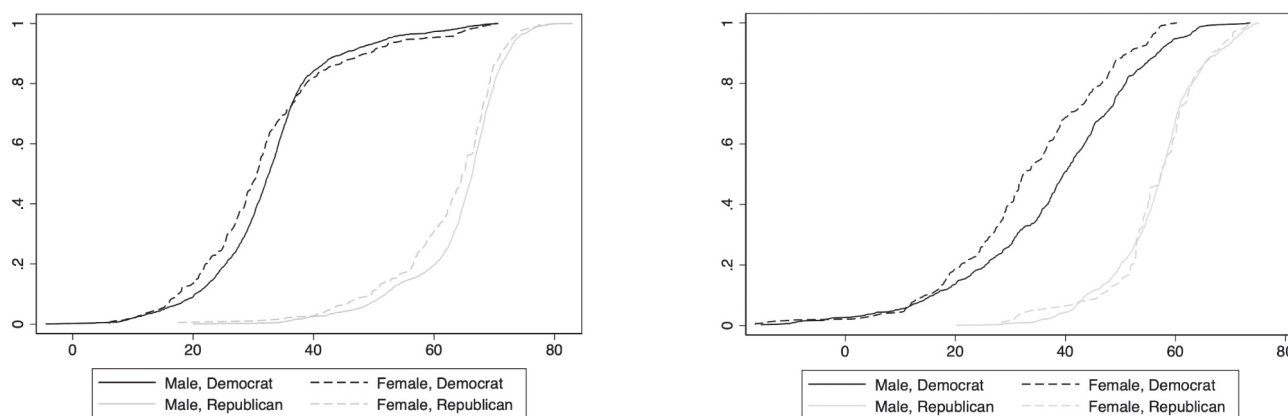 1
.8
.6
.4
.2
0
0 20 40 60 80
Male, Democrat Female, Democrat
Male, Republican Female, Republican
1
.8
.6
.4
.2
0
0 20 40 60 80
Male, Democrat Female, Democrat
Male, Republican Female, Republican